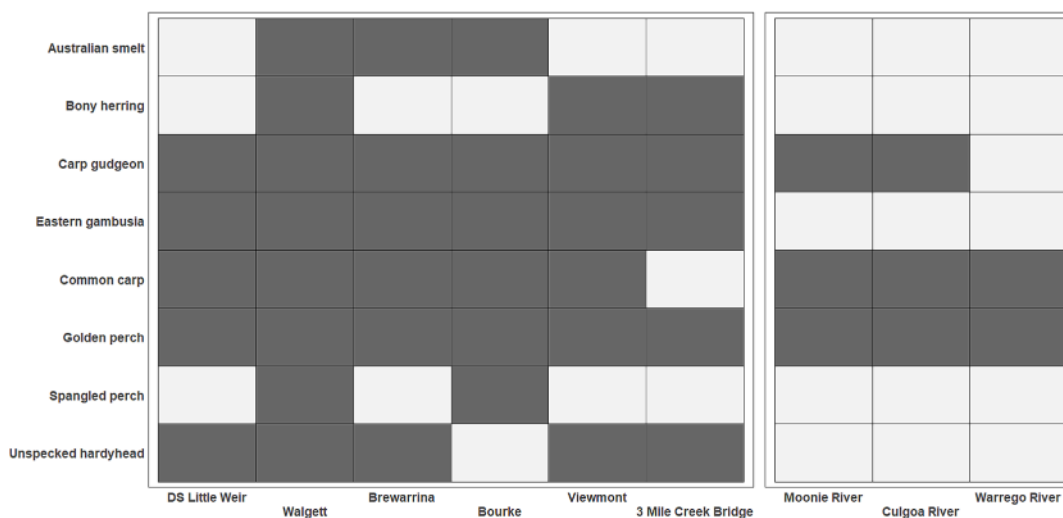 Australian smelt
Bony herring
Carp gudgeon
Eastern gambusia
Common carp
Golden perch
Spangled perch
Unspecked hardyhead
DS Little Weir
Walgett
Brewarrina
Bourke
Viewmont
3 Mile Creek Bridge
Moonie River
Culgoa River
Warrego River